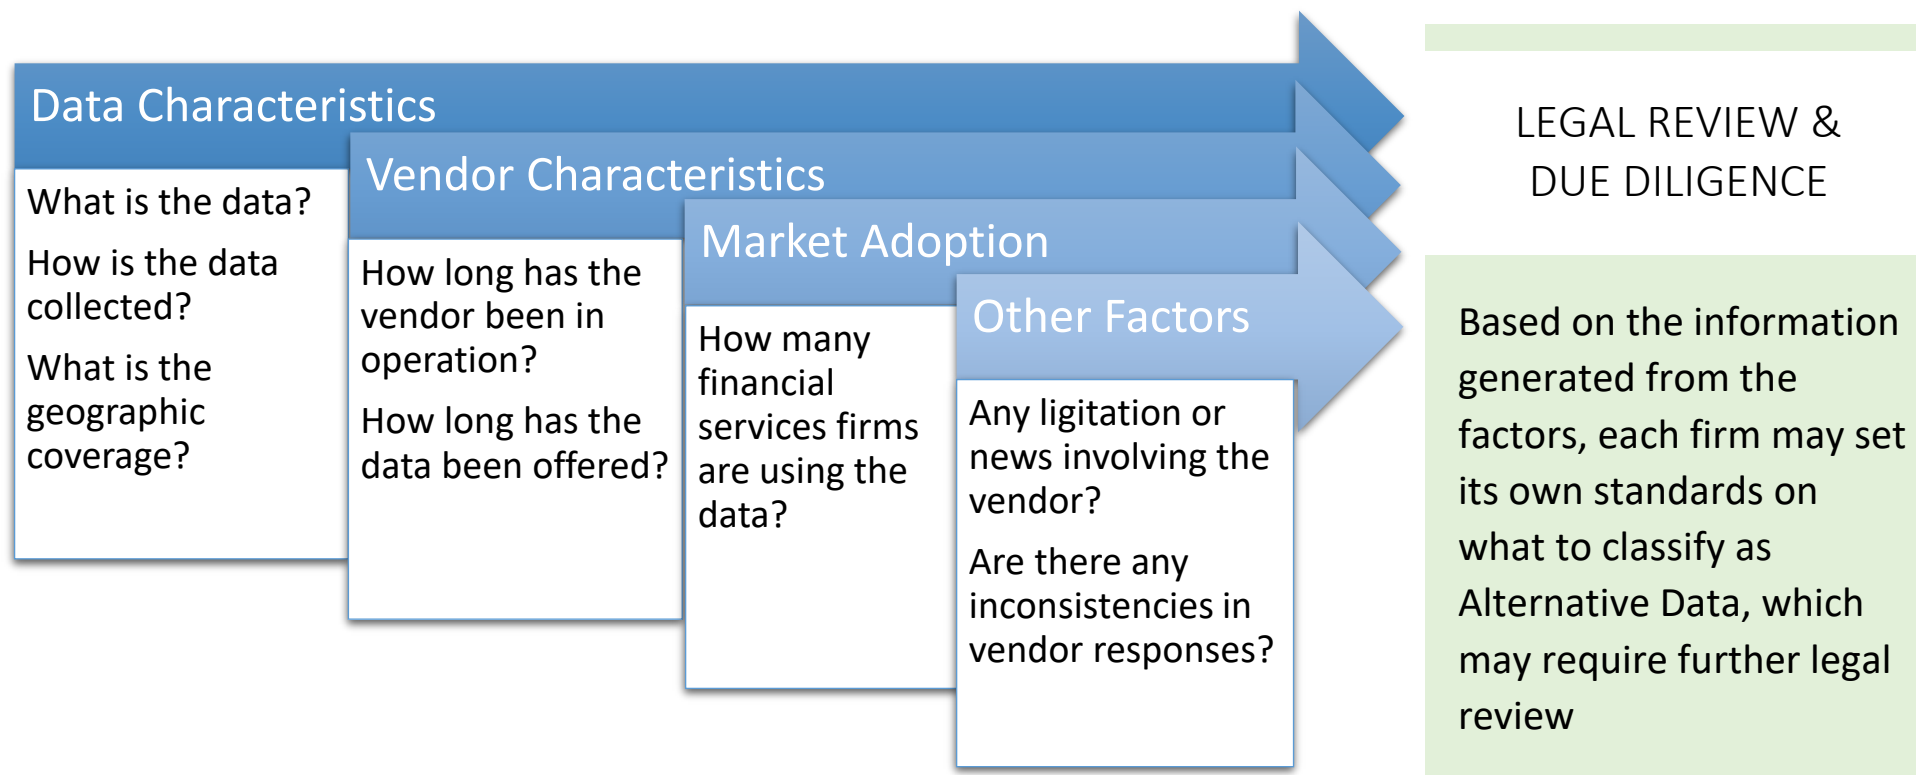 Data Characteristics
What is the data?
How is the data
collected?
What is the
geographic
coverage?
Vendor Characteristics
How long has the
vendor been in
operation?
How long has the
data been offered?
Market Adoption
How many
financial
services firms
are using the
data?
Other Factors
Any ligitation or
news involving the
vendor?
Are there any
inconsistencies in
vendor responses?
LEGAL REVIEW &
DUE DILIGENCE
Based on the information
generated from the
factors, each firm may set
its own standards on
what to classify as
Alternative Data, which
may require further legal
review